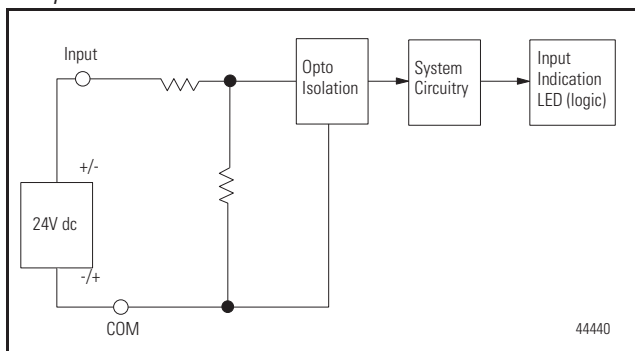 Input
Opto
Isolation
System
Circuitry
Input
Indication
LED (logic)
+/-
24V dc
-/+
COM
44440